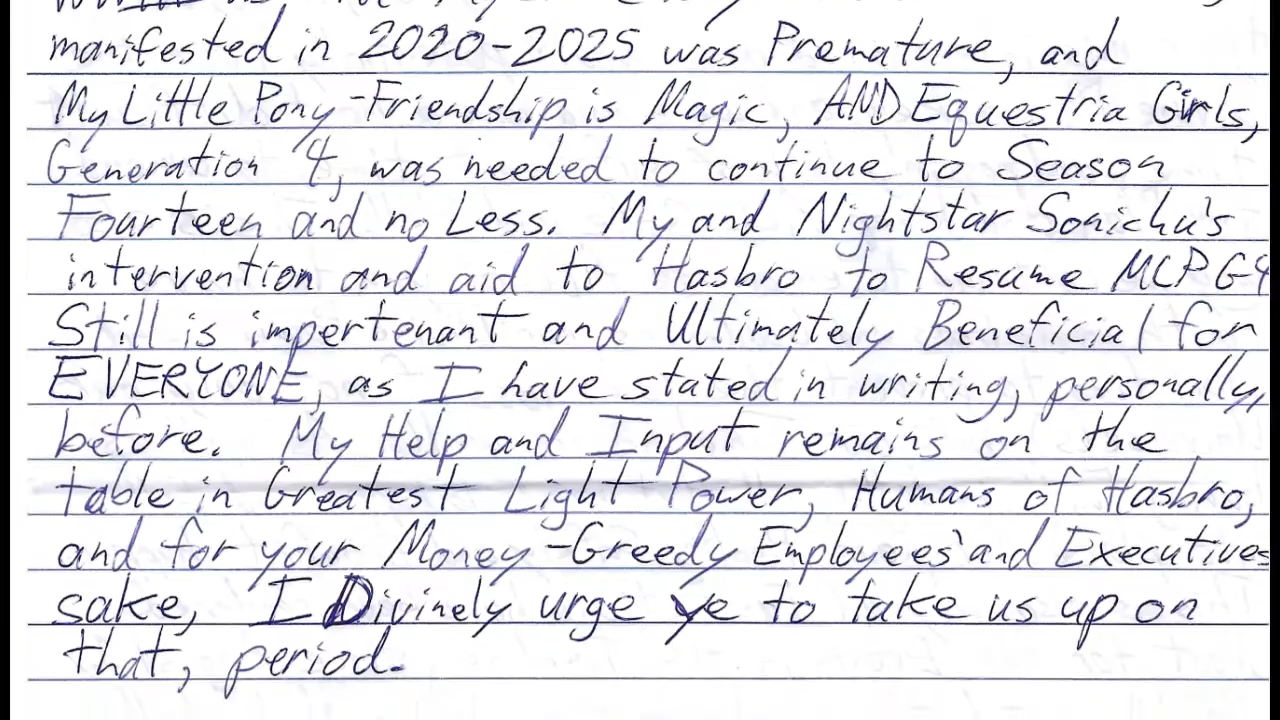 manifested in 2020-2025 was Premature, and
My Little Pony-Friendship is Magic, AND Equestria Girls,
Generation 4, was needed to continue to Season
Fourteen and no Less. My and Nightstar Sonichu's
intervention and aid to Hasbro to Resume MLP G4
Still is impertenant and Ultimately Beneficial for
EVERYONE, as I have stated in writing, personally,
before. My Help and Input remains on the
table in Greatest Light Power, Humans of Hasbro,
and for your Money-Greedy Employees' and Executives
sake, I Divinely urge ye to take us up on
that, period.